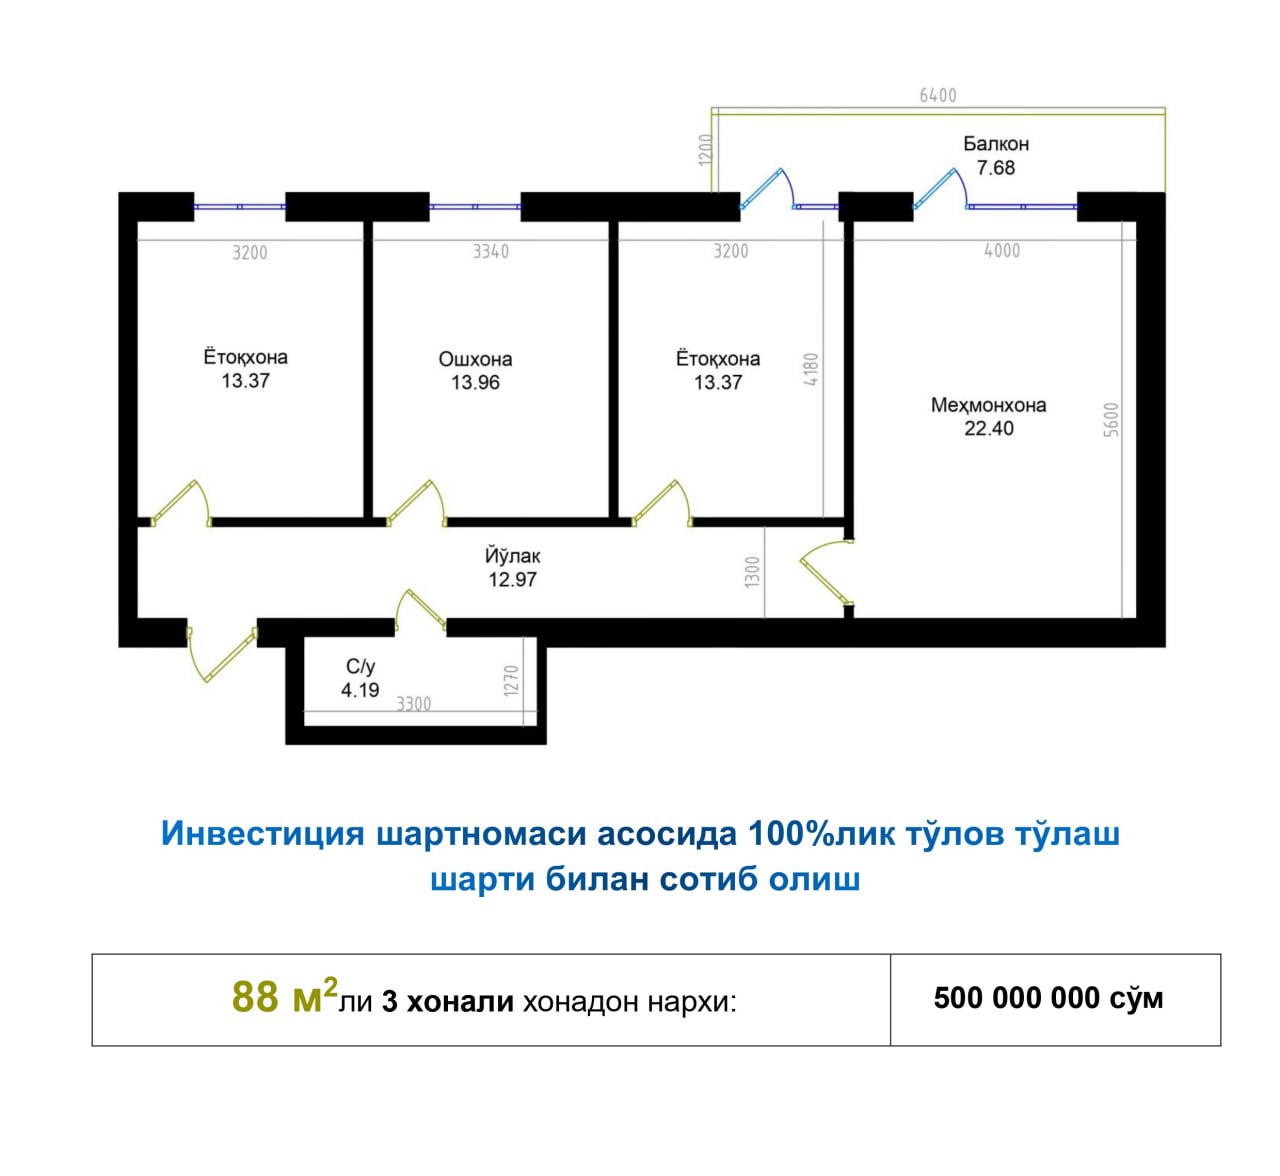 6400
1200
Балкон
7.68
3200
3340
3200
4000
Ётоқхона
13.37
Ошхона
13.96
Ётоқхона
13.37
4180
Меҳмонхона
22.40
5600
Йўлак
12.97
1300
С/у
4.19
3300
1270
Инвестиция шартномаси асосида 100%лик тўлов тўлаш
шарти билан сотиб олиш
88 м²ли 3 хонали хонадон нархи:
500 000 000 сўм